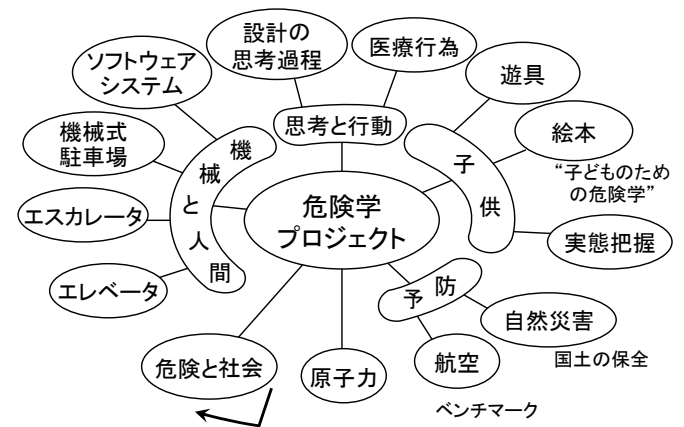 設計の
思考過程
医療行為
ソフトウェア
システム
遊具
思考と行動
絵本
機械式
駐車場
機械と人間
子供
“子どものため
の危険学”
危険学
プロジェクト
エスカレータ
実態把握
エレベータ
予防
自然災害
国土の保全
危険と社会
原子力
航空
ベンチマーク